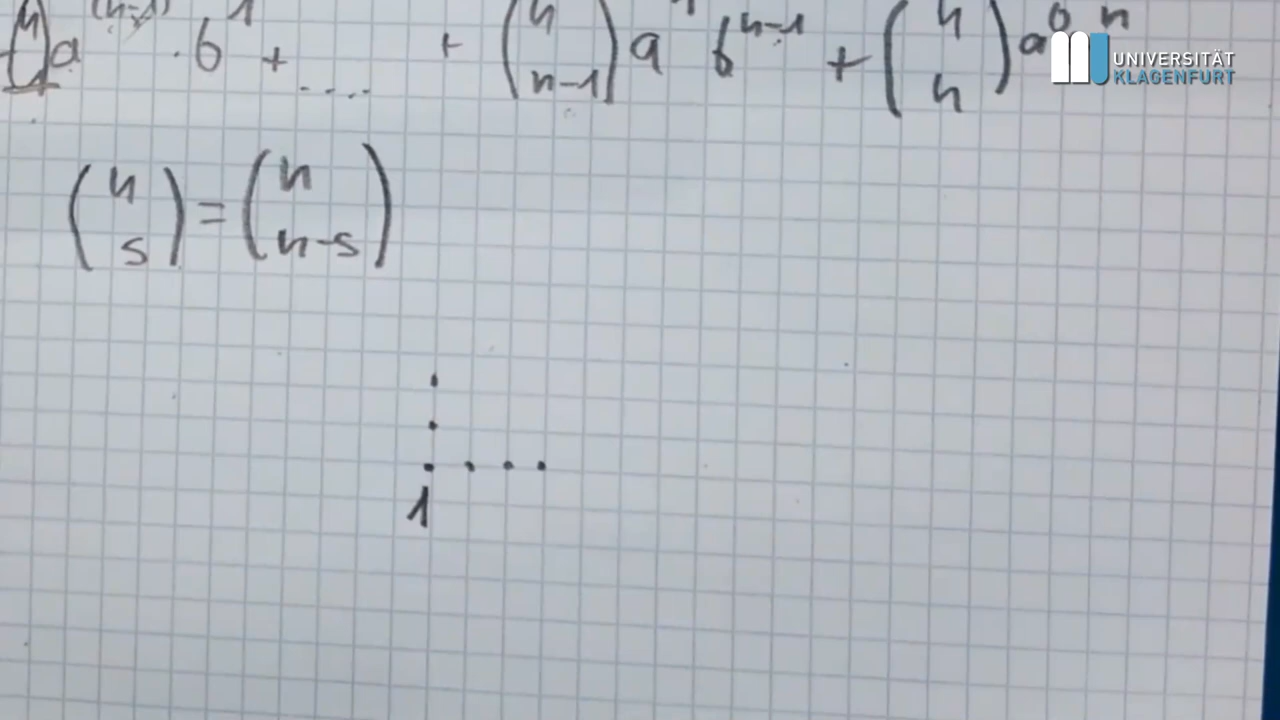 (n 1) a^(n-1) · b^1 + .... + (n n-1) a^1 b^{n-1} + (n n) a^0 b^n
UNIVERSITÄT
KLAGENFURT
(n s) = (n n-s)
1